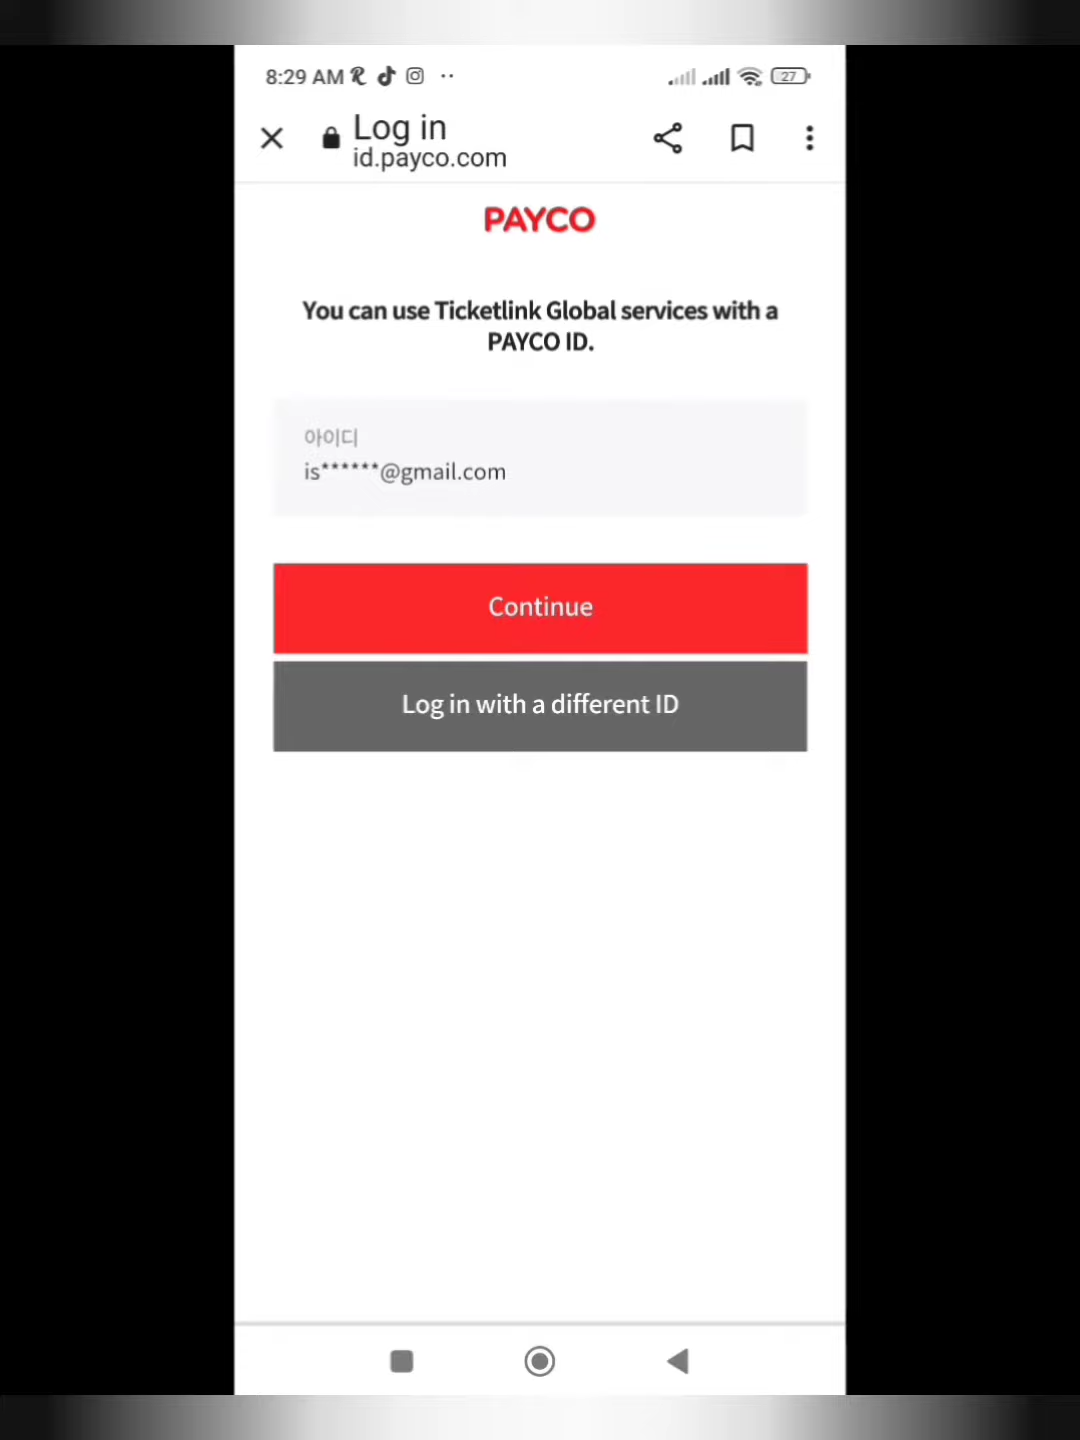 8:29 AM
27
Log in
id.payco.com
PAYCO
You can use Ticketlink Global services with a
PAYCO ID.
아이디
is******@gmail.com
Continue
Log in with a different ID